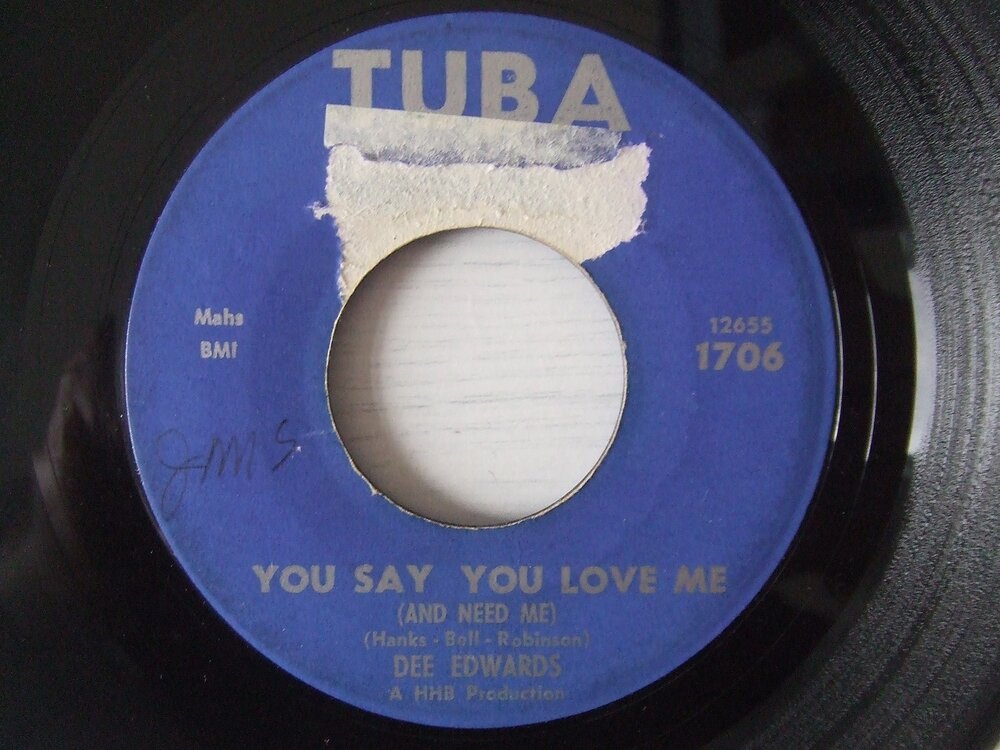 TUBA
Mahs
BMI
12655
1706
JMS
YOU SAY YOU LOVE ME
(AND NEED ME)
(Hanks - Bell - Robinson)
DEE EDWARDS
A HHB Production